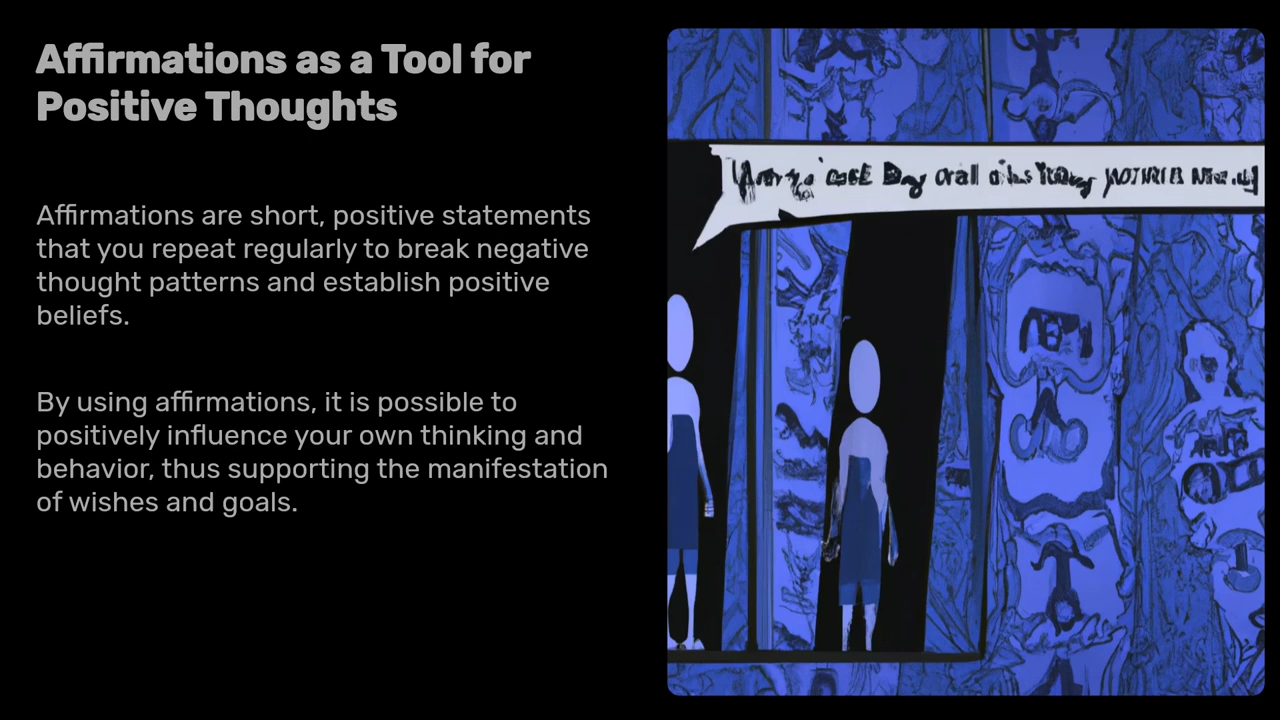 Affirmations as a Tool for
Positive Thoughts
Affirmations are short, positive statements
that you repeat regularly to break negative
thought patterns and establish positive
beliefs.
By using affirmations, it is possible to
positively influence your own thinking and
behavior, thus supporting the manifestation
of wishes and goals.